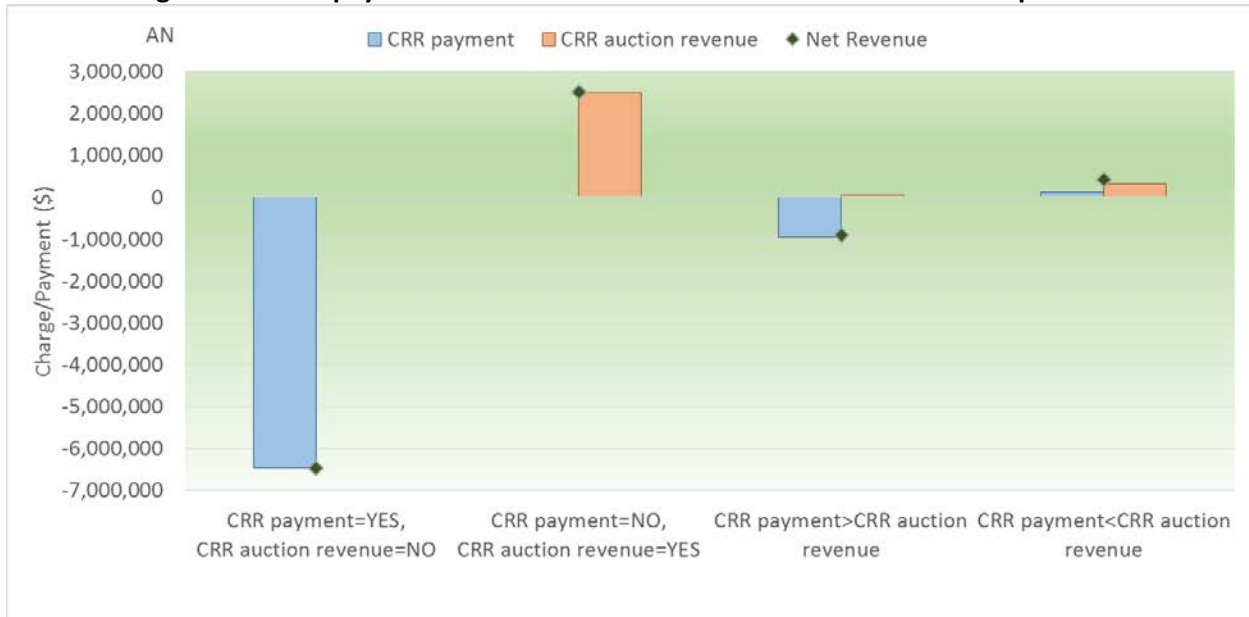 AN
CRR payment CRR auction revenue Net Revenue
3,000,000
2,000,000
1,000,000
0
-1,000,000
-2,000,000
-3,000,000
-4,000,000
-5,000,000
-6,000,000
-7,000,000
Charge/Payment ($)
CRR payment=YES,
CRR auction revenue=NO
CRR payment=NO,
CRR auction revenue=YES
CRR payment>CRR auction
revenue
CRR payment<CRR auction
revenue